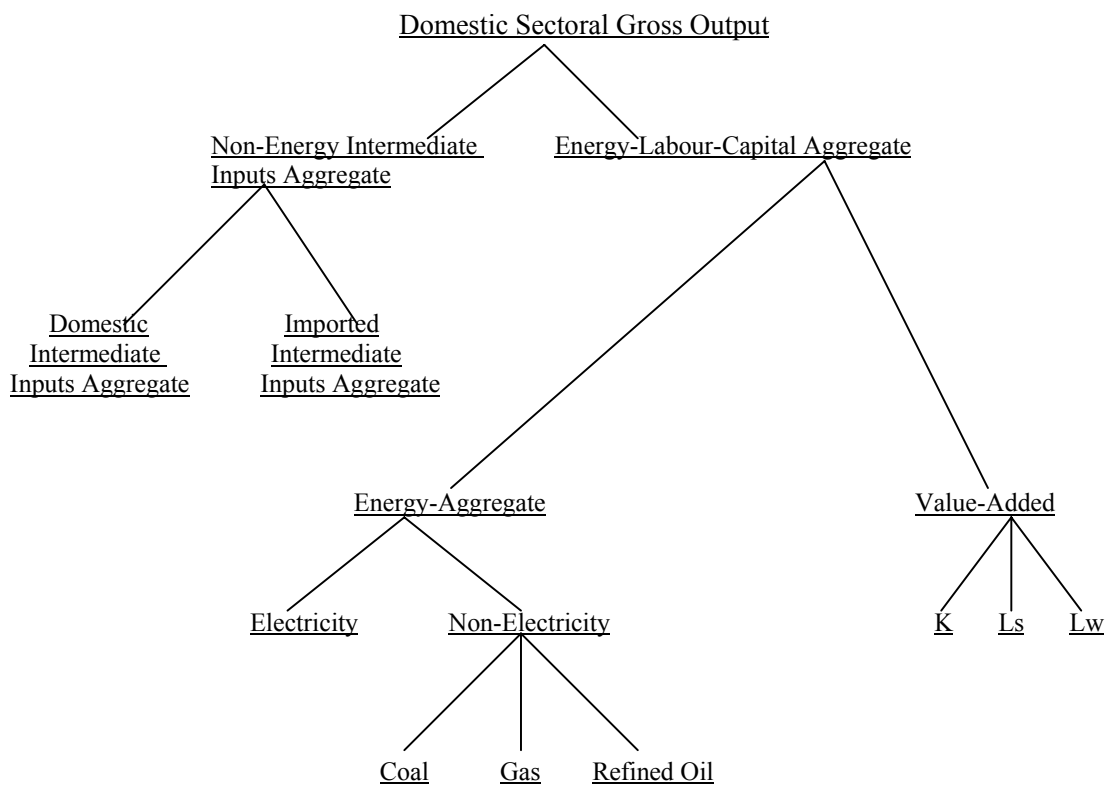 Domestic Sectoral Gross Output
Non-Energy Intermediate
Inputs Aggregate
Energy-Labour-Capital Aggregate
Domestic
Intermediate
Inputs Aggregate
Imported
Intermediate
Inputs Aggregate
Energy-Aggregate
Value-Added
Electricity
Non-Electricity
K
Ls
Lw
Coal
Gas
Refined Oil